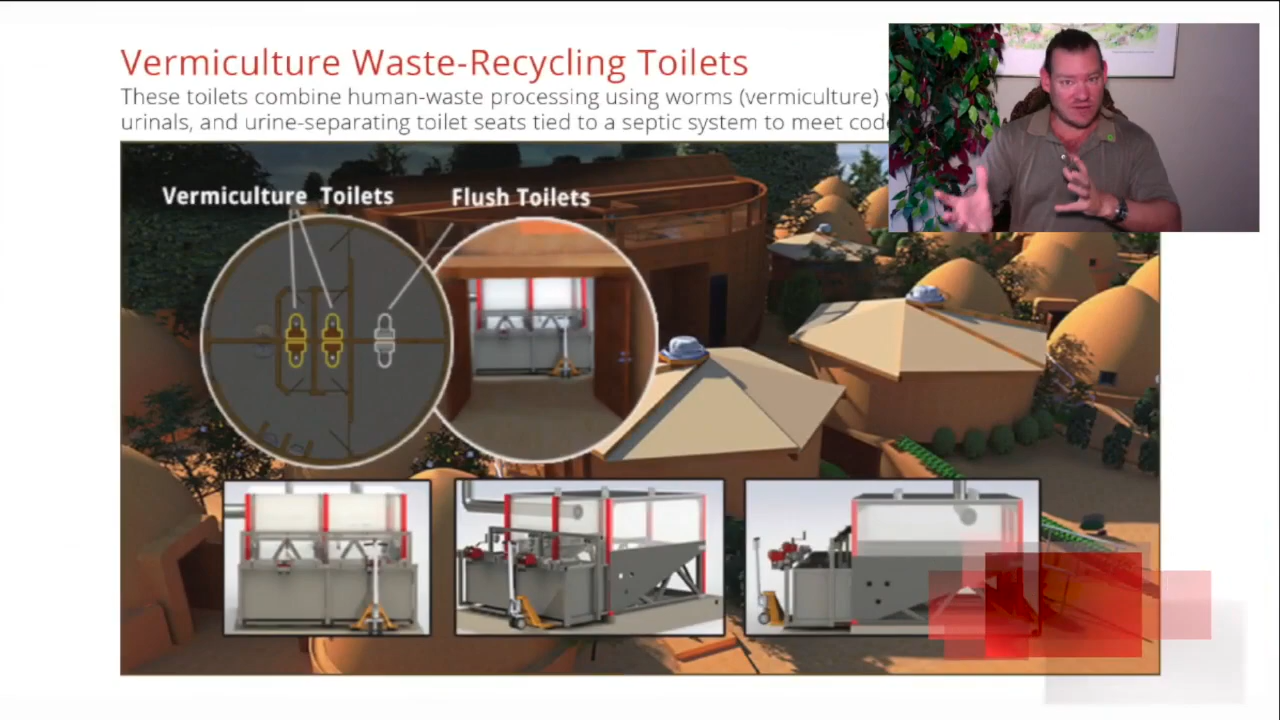 Vermiculture Waste-Recycling Toilets
These toilets combine human-waste processing using worms (vermiculture)
urinals, and urine-separating toilet seats tied to a septic system to meet
Vermiculture Toilets
Flush Toilets